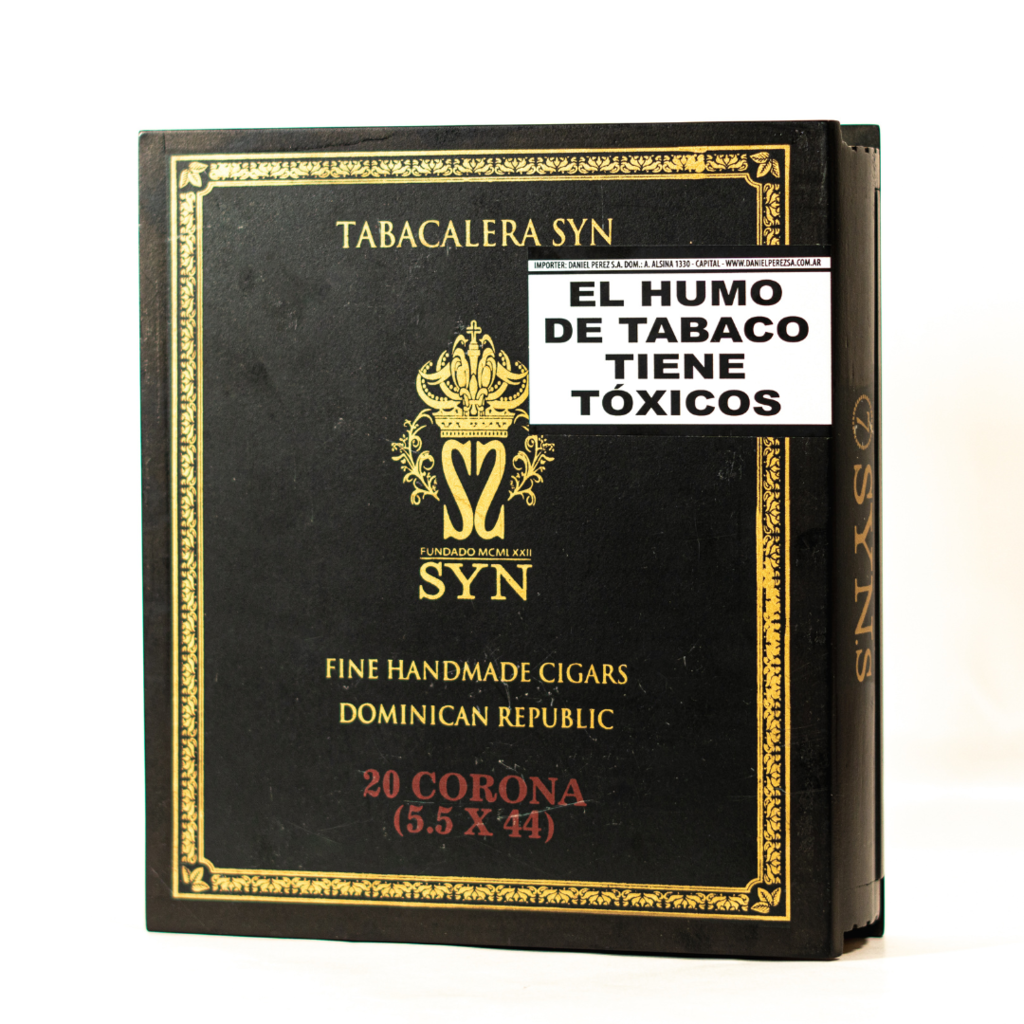 TABACALERA SYN
IMPORTER: DANIEL PEREZ S.A. DOM.: A. ALSINA 1330 - CAPITAL - WWW.DANIELPEREZSA.COM.AR
EL HUMO
DE TABACO
TIENE
TÓXICOS
FUNDADO MCMLXXII
SYN
FINE HANDMADE CIGARS
DOMINICAN REPUBLIC
20 CORONA
(5.5 X 44)
SYN.S